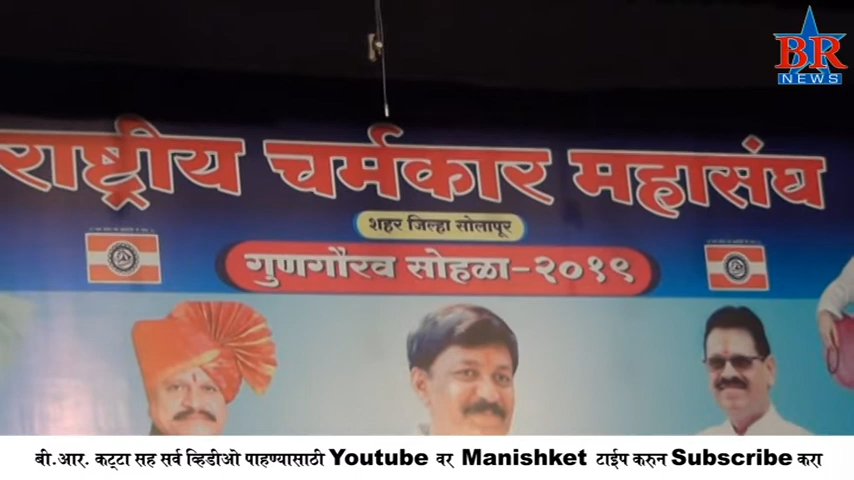 BR
NEWS
राष्ट्रीय चर्मकार महासंघ
शहर जिल्हा सोलापूर
गुणगौरव सोहळा-२०१९
बी.आर. कट्टा सह सर्व व्हिडीओ पाहण्यासाठी Youtube वर Manishket टाईप करुन Subscribe करा